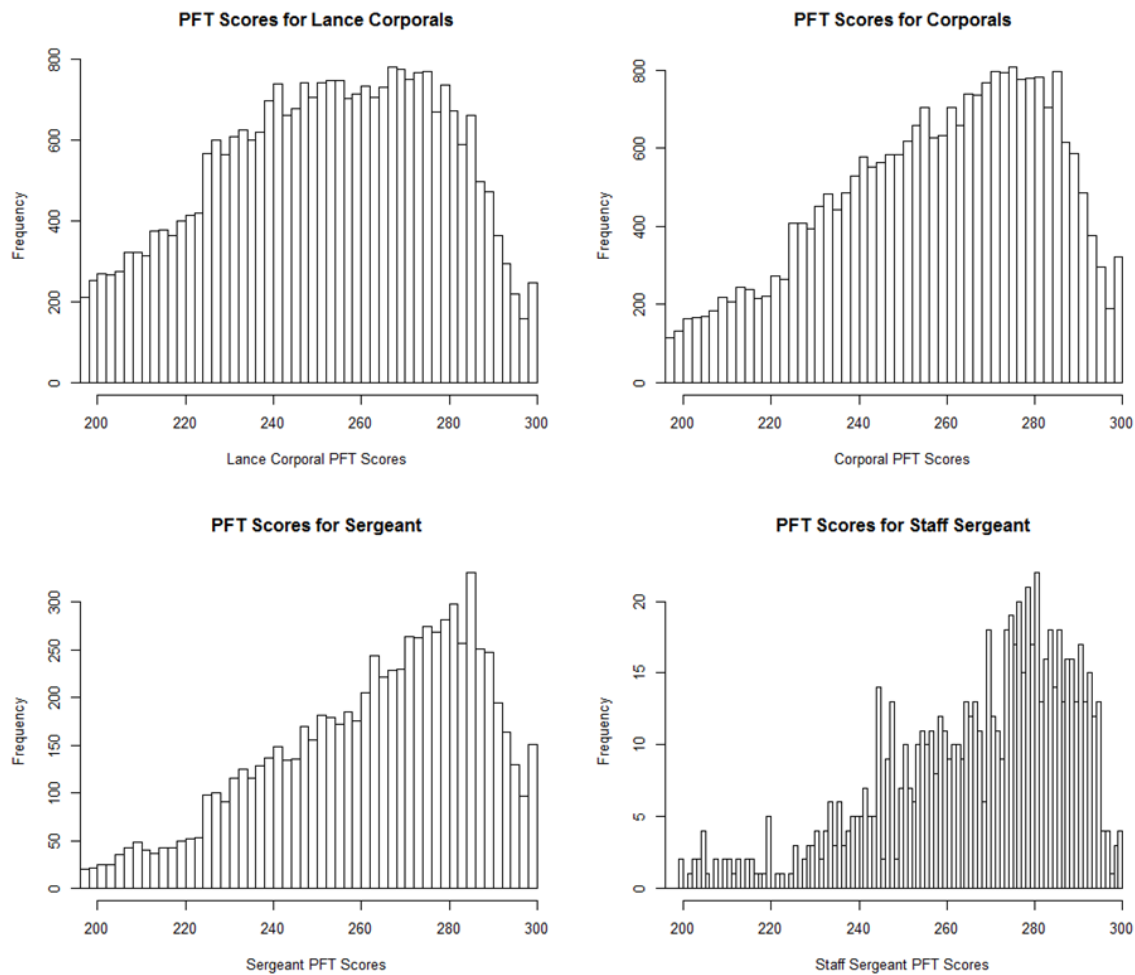 PFT Scores for Lance Corporals
Frequency
0
200
400
600
800
200 220 240 260 280 300
Lance Corporal PFT Scores
PFT Scores for Corporals
Frequency
0
200
400
600
800
200 220 240 260 280 300
Corporal PFT Scores
PFT Scores for Sergeant
Frequency
0
50
100
150
200
250
300
200 220 240 260 280 300
Sergeant PFT Scores
PFT Scores for Staff Sergeant
Frequency
0
5
10
15
20
200 220 240 260 280 300
Staff Sergeant PFT Scores